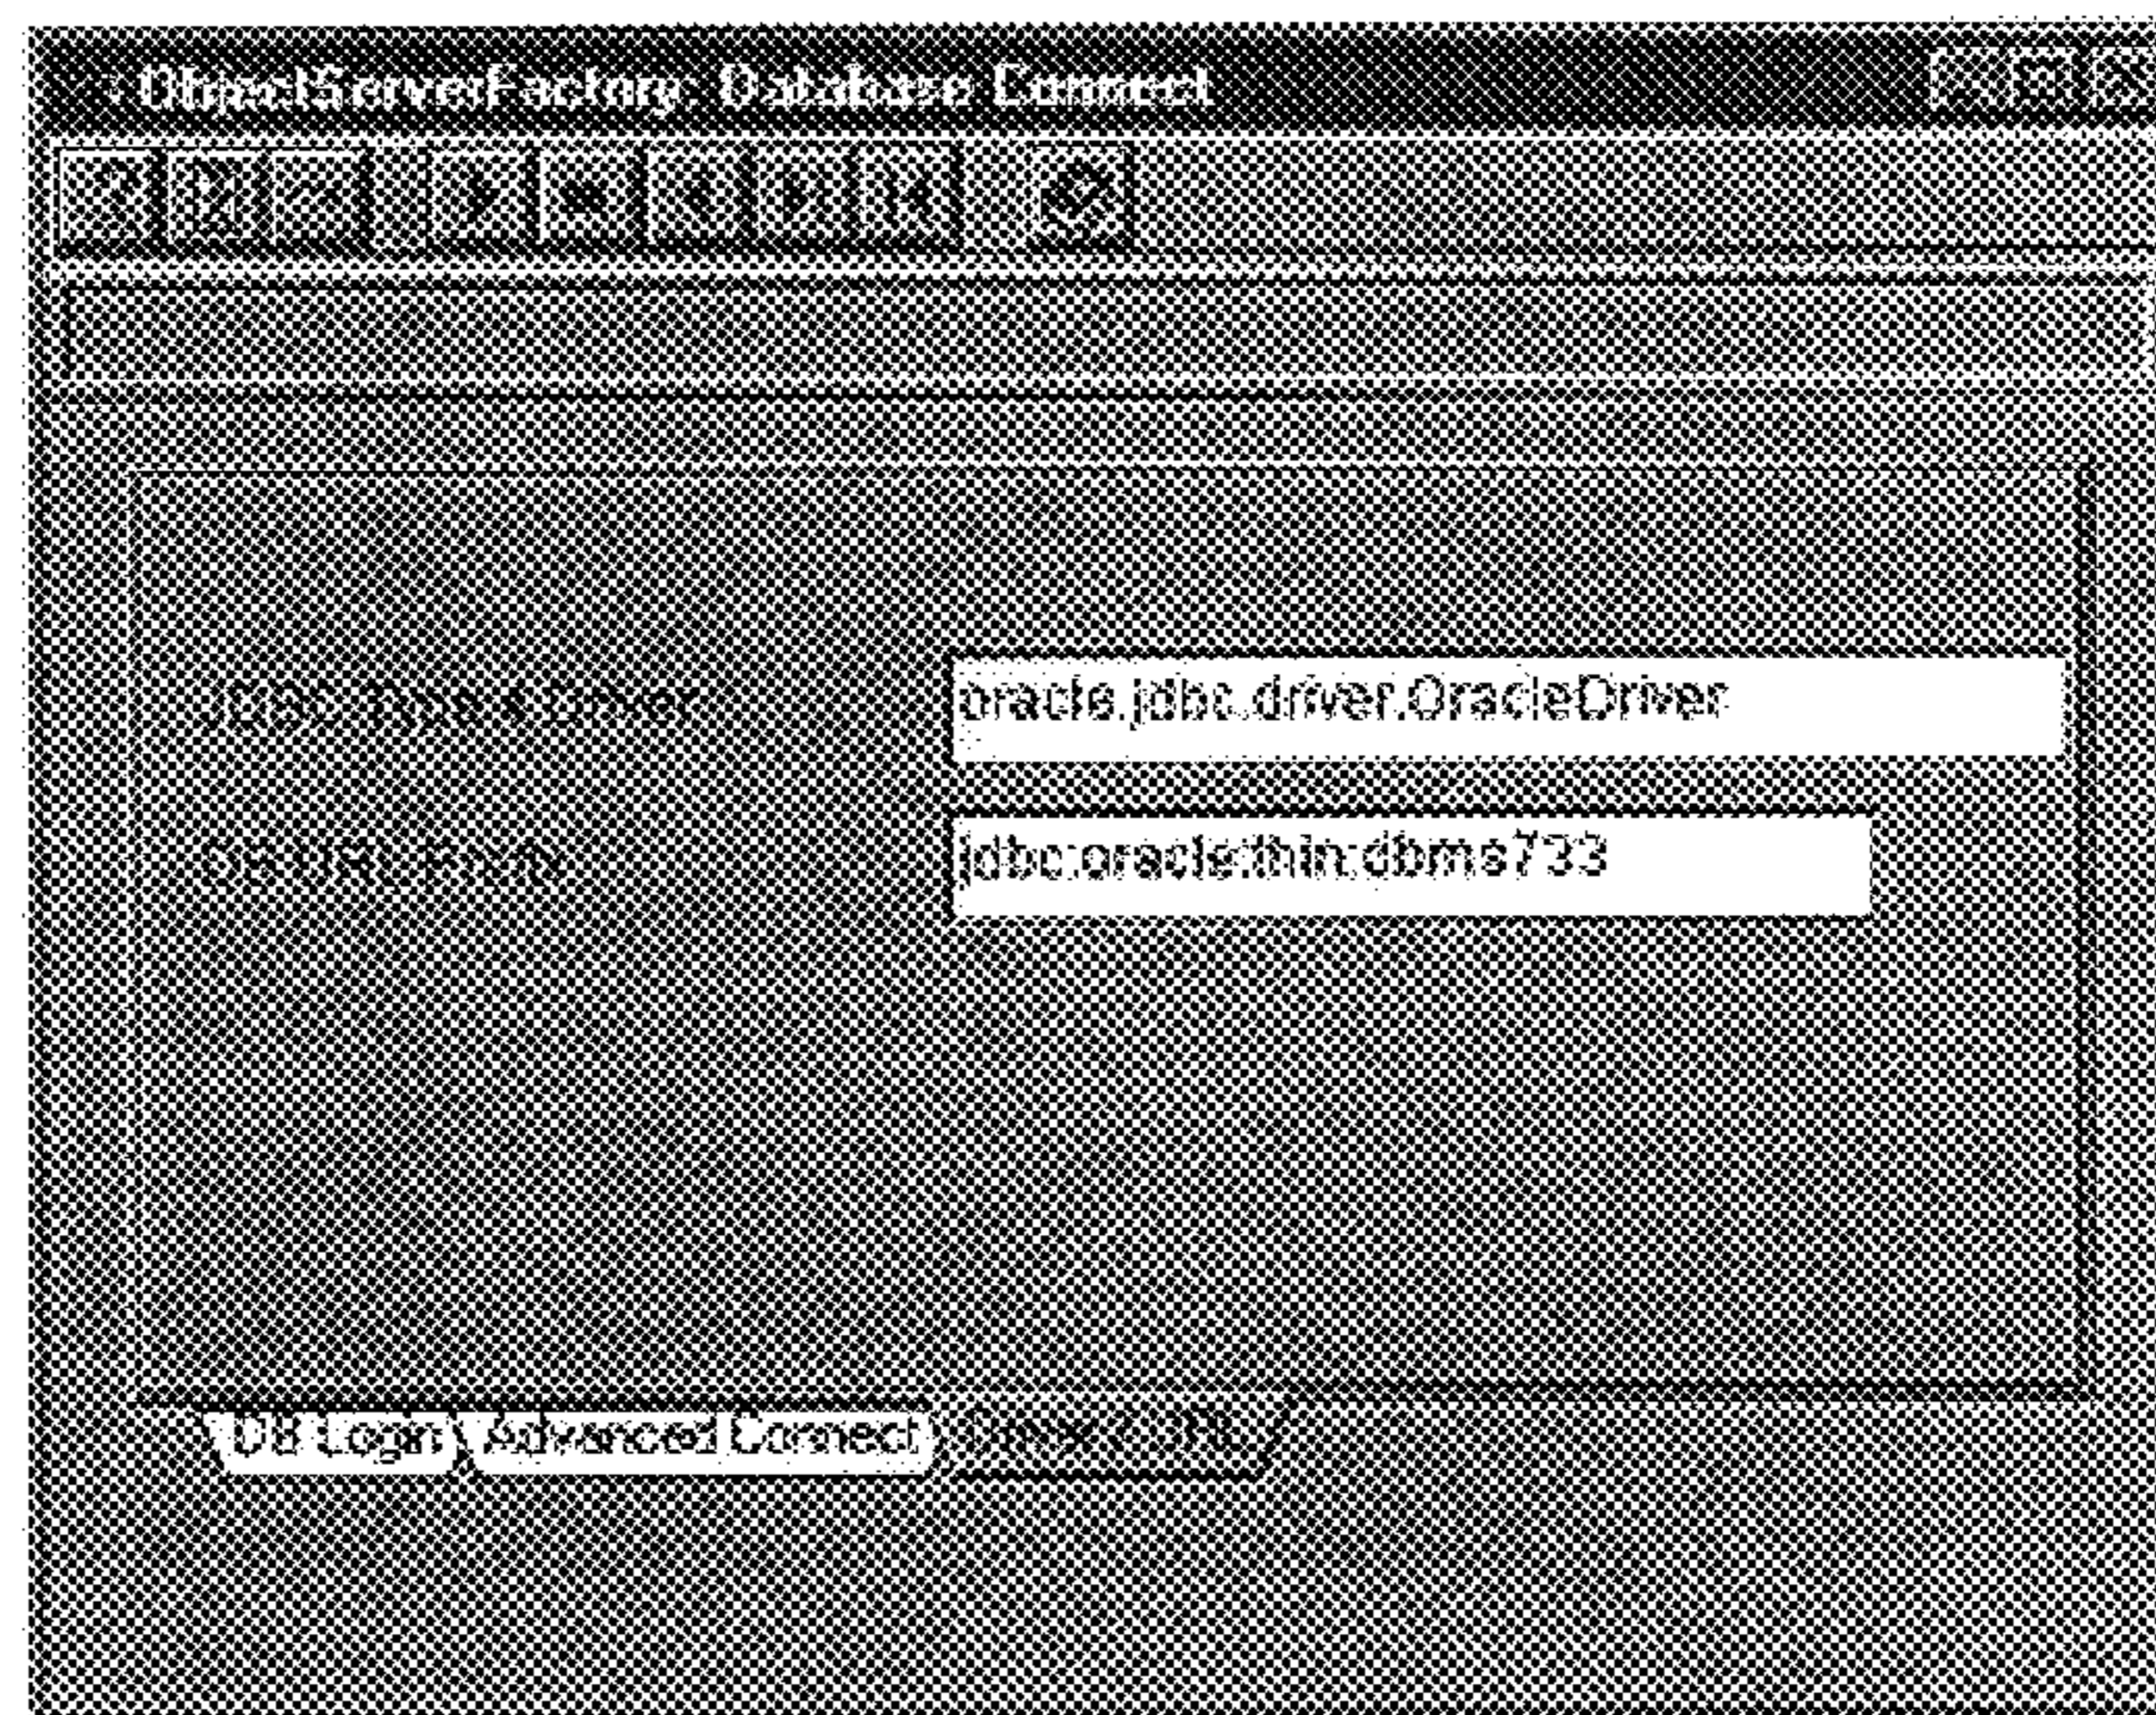 ObjectServerFactory: Database Connect
JDBC Type 4 Driver
oracle.jdbc.driver.OracleDriver
DB URL Prefix
jdbc:oracle:thin:dbms733
DB Login
Advanced Connect